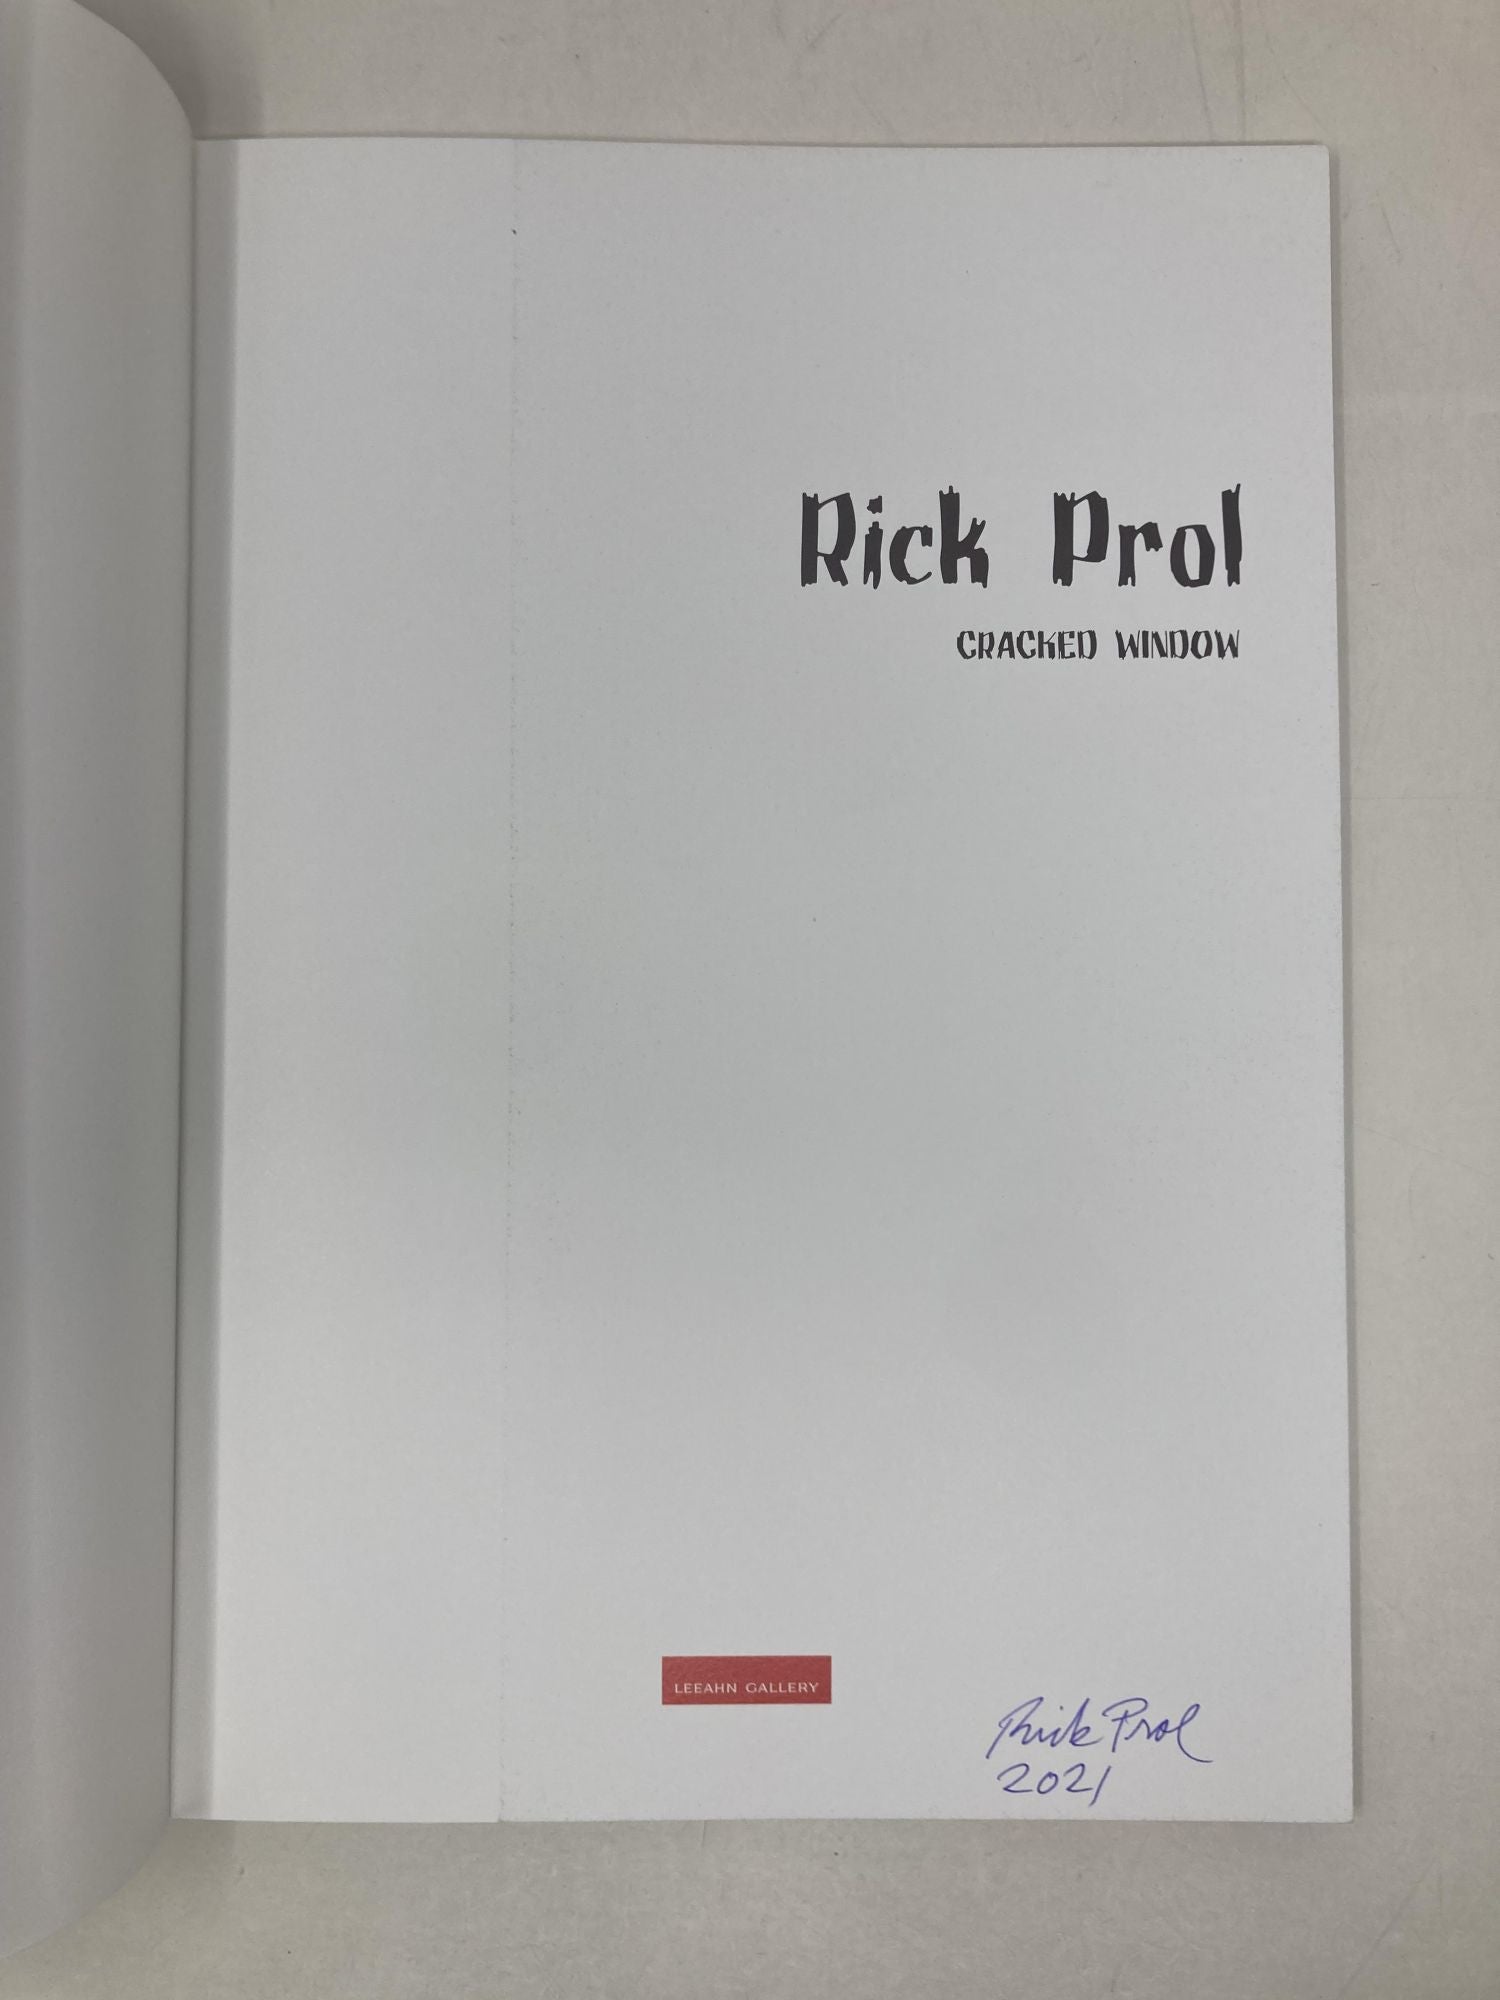 Rick Prol
CRACKED WINDOW
LEEAHN GALLERY
Rick Prol
2021